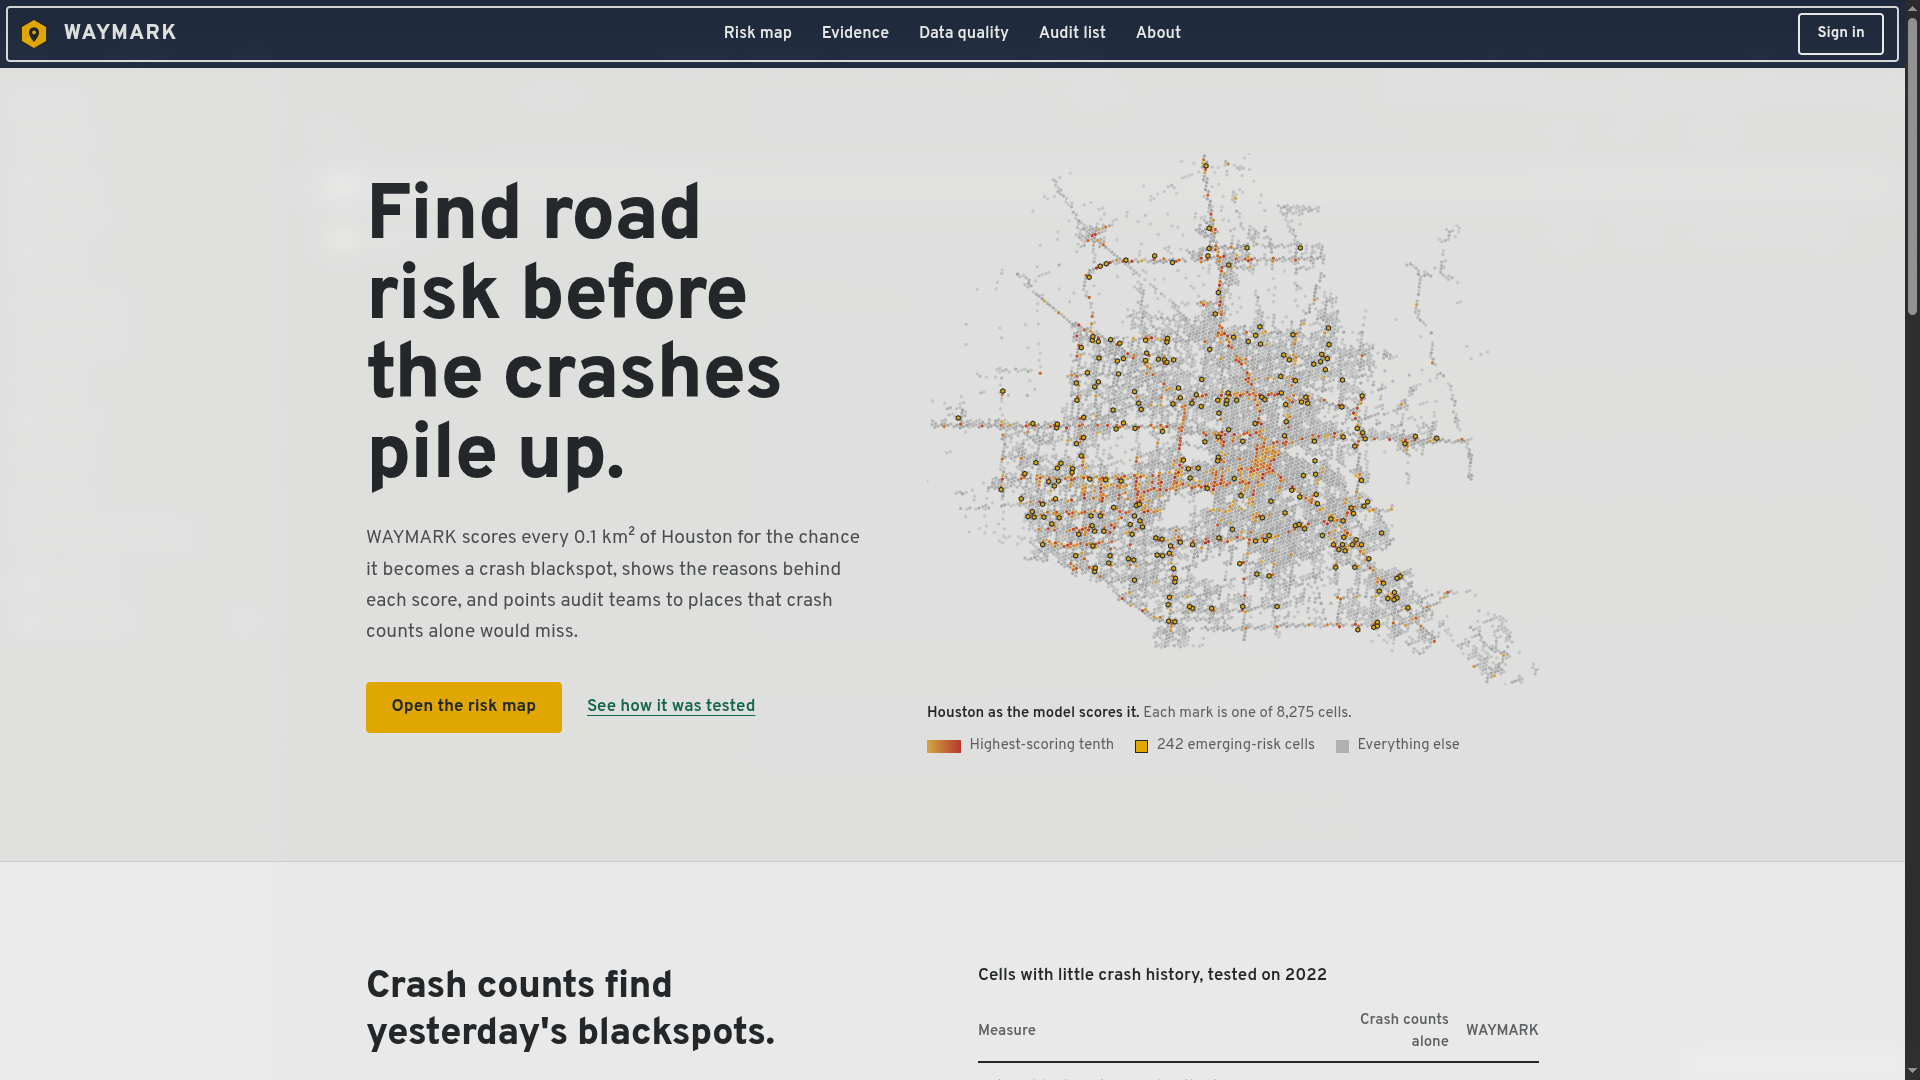 WAYMARK
Risk map
Evidence
Data quality
Audit list
About
Sign in
Find road
risk before
the crashes
pile up.
WAYMARK scores every 0.1 km² of Houston for the chance
it becomes a crash blackspot, shows the reasons behind
each score, and points audit teams to places that crash
counts alone would miss.
Open the risk map
See how it was tested
Houston as the model scores it. Each mark is one of 8,275 cells.
Highest-scoring tenth
242 emerging-risk cells
Everything else
Crash counts find
yesterday's blackspots.
Cells with little crash history, tested on 2022
Measure
Crash counts
alone
WAYMARK